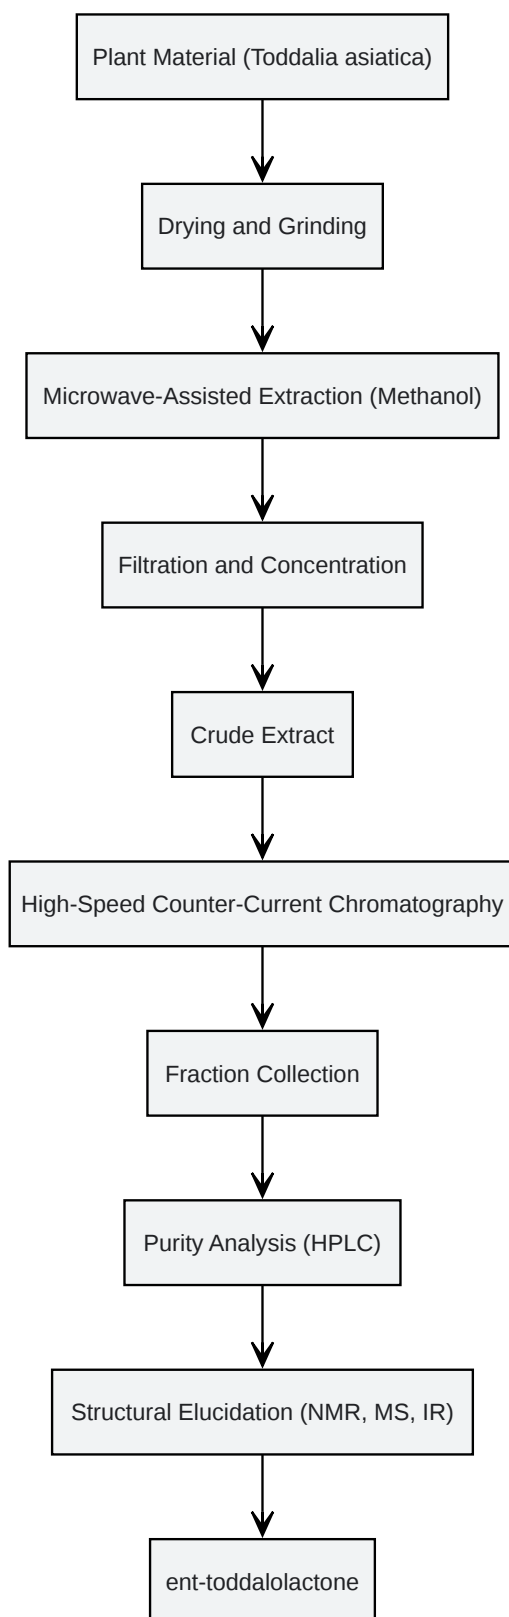 Plant Material (Toddalia asiatica)
Drying and Grinding
Microwave-Assisted Extraction (Methanol)
Filtration and Concentration
Crude Extract
High-Speed Counter-Current Chromatography
Fraction Collection
Purity Analysis (HPLC)
Structural Elucidation (NMR, MS, IR)
ent-toddalolactone